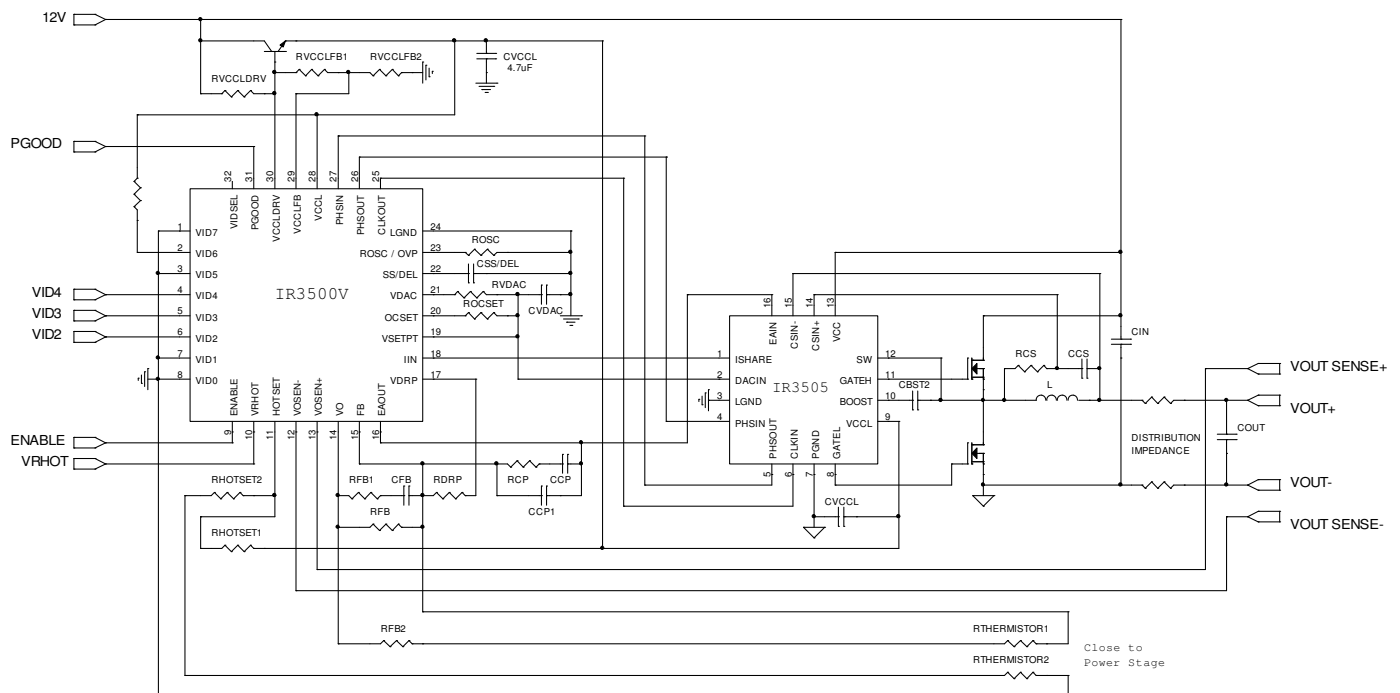 12V
RVCCLFB1
RVCCLFB2
CVCCL
4.7uF
RVCCLDRV
PGOOD
32
31
30
29
28
27
26
25
VIDSEL
PGOOD
VCCLDRV
VCCLFB
VCCL
PHSIN
PHSOUT
CLKOUT
1
VID7
2
VID6
3
VID5
VID4
4
VID4
VID3
5
VID3
VID2
6
VID2
7
VID1
8
VID0
IR3500V
LGND
24
ROSC / OVP
23
ROSC
SS/DEL
22
CSS/DEL
VDAC
21
RVDAC
CVDAC
OCSET
20
ROCSET
VSETPT
19
IIN
18
VDRP
17
ENABLE
VRHOT
HOTSET
VOSEN-
VOSEN+
VO
FB
EAOUT
9
10
11
12
13
14
15
16
ENABLE
VRHOT
RHOTSET2
RHOTSET1
RFB1
CFB
RDRP
RFB
RCP
CCP
CCP1
16
15
14
13
EAIN
CSIN-
CSIN+
VCC
1
ISHARE
2
DACIN
3
LGND
4
PHSIN
IR3505
SW
12
GATEH
11
BOOST
10
VCCL
9
PHSOUT
CLKIN
PGND
GATEL
5
6
7
8
CVCCL
CBST2
RCS
CCS
L
CIN
COUT
DISTRIBUTION
IMPEDANCE
VOUT SENSE+
VOUT+
VOUT-
VOUT SENSE-
RFB2
RTHERMISTOR1
RTHERMISTOR2
Close to
Power Stage